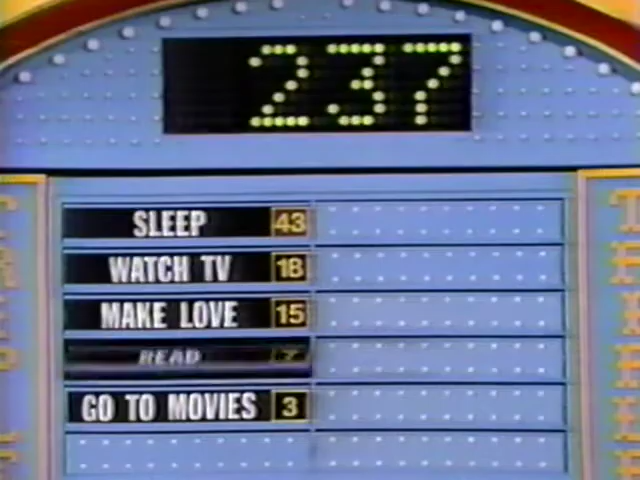 237
SLEEP 43
WATCH TV 18
MAKE LOVE 15
READ 7
GO TO MOVIES 3